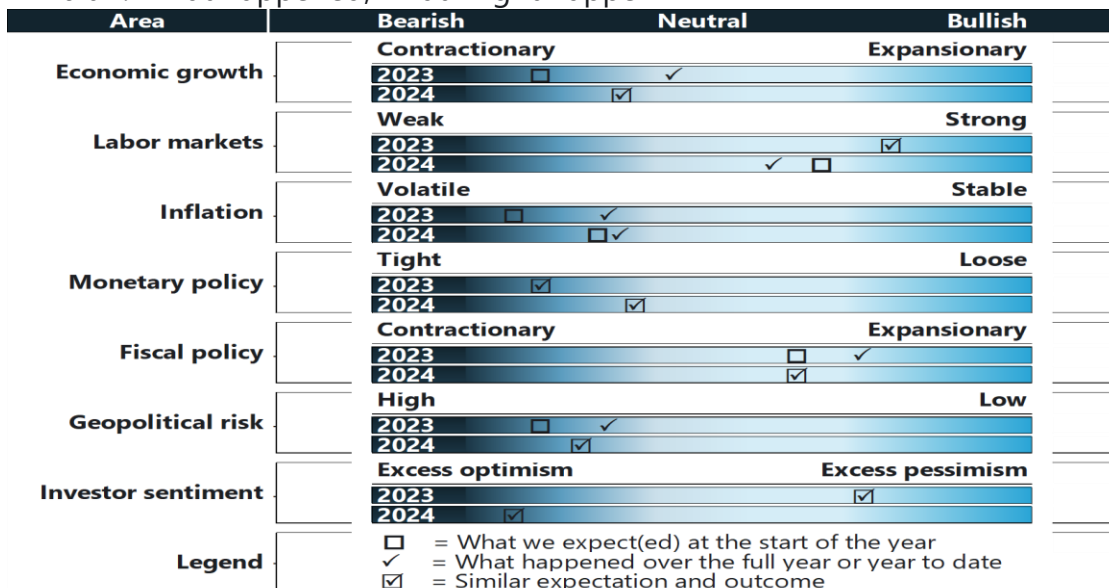 Area Bearish Neutral Bullish
Contractionary Expansionary
Economic growth
2023
2024
Weak Strong
Labor markets
2023
2024
Volatile Stable
Inflation
2023
2024
Tight Loose
Monetary policy
2023
2024
Contractionary Expansionary
Fiscal policy
2023
2024
High Low
Geopolitical risk
2023
2024
Excess optimism Excess pessimism
Investor sentiment
2023
2024
Legend
☐ = What we expect(ed) at the start of the year
✓ = What happened over the full year or year to date
☑ = Similar expectation and outcome